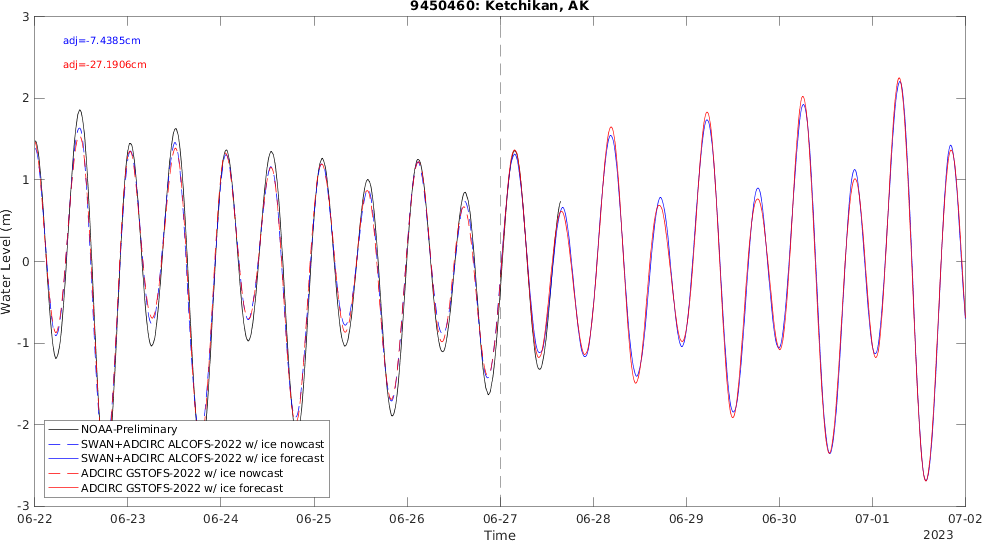 9450460: Ketchikan, AK
adj=-7.4385cm
adj=-27.1906cm
3
2
1
0
-1
-2
-3
Water Level (m)
NOAA-Preliminary
SWAN+ADCIRC ALCOFS-2022 w/ ice nowcast
SWAN+ADCIRC ALCOFS-2022 w/ ice forecast
ADCIRC GSTOFS-2022 w/ ice nowcast
ADCIRC GSTOFS-2022 w/ ice forecast
06-22 06-23 06-24 06-25 06-26 06-27 06-28 06-29 06-30 07-01 07-02
Time
2023